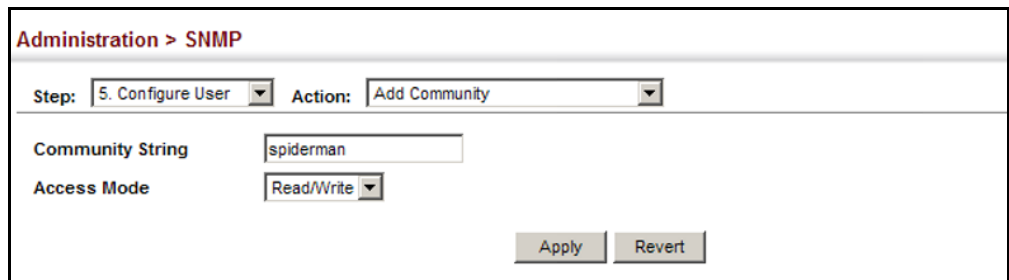 Administration > SNMP
Step: 5. Configure User Action: Add Community
Community String spiderman
Access Mode Read/Write
Apply Revert